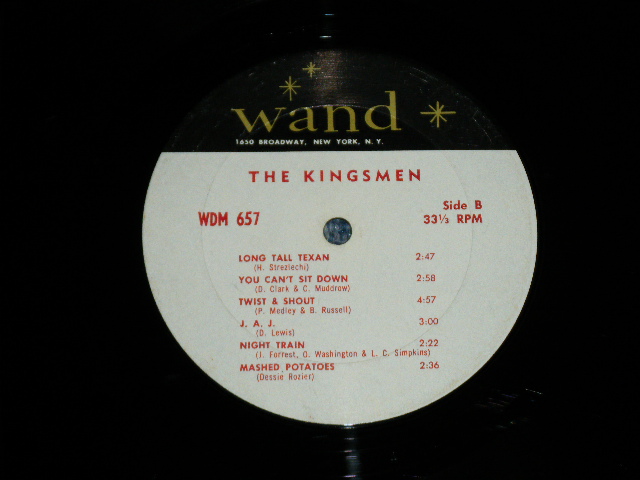 wand
1650 BROADWAY, NEW YORK, N.Y.
THE KINGSMEN
WDM 657
Side B
33⅓ RPM
LONG TALL TEXAN 2:47
(H. Strezlechi)
YOU CAN'T SIT DOWN 2:58
(D. Clark & C. Muldrow)
TWIST & SHOUT 4:57
(P. Medley & B. Russell)
J. A. J. 3:00
(D. Lewis)
NIGHT TRAIN 2:22
(J. Forrest, O. Washington & L. C. Simpkins)
MASHED POTATOES 2:36
(Dessie Rozier)